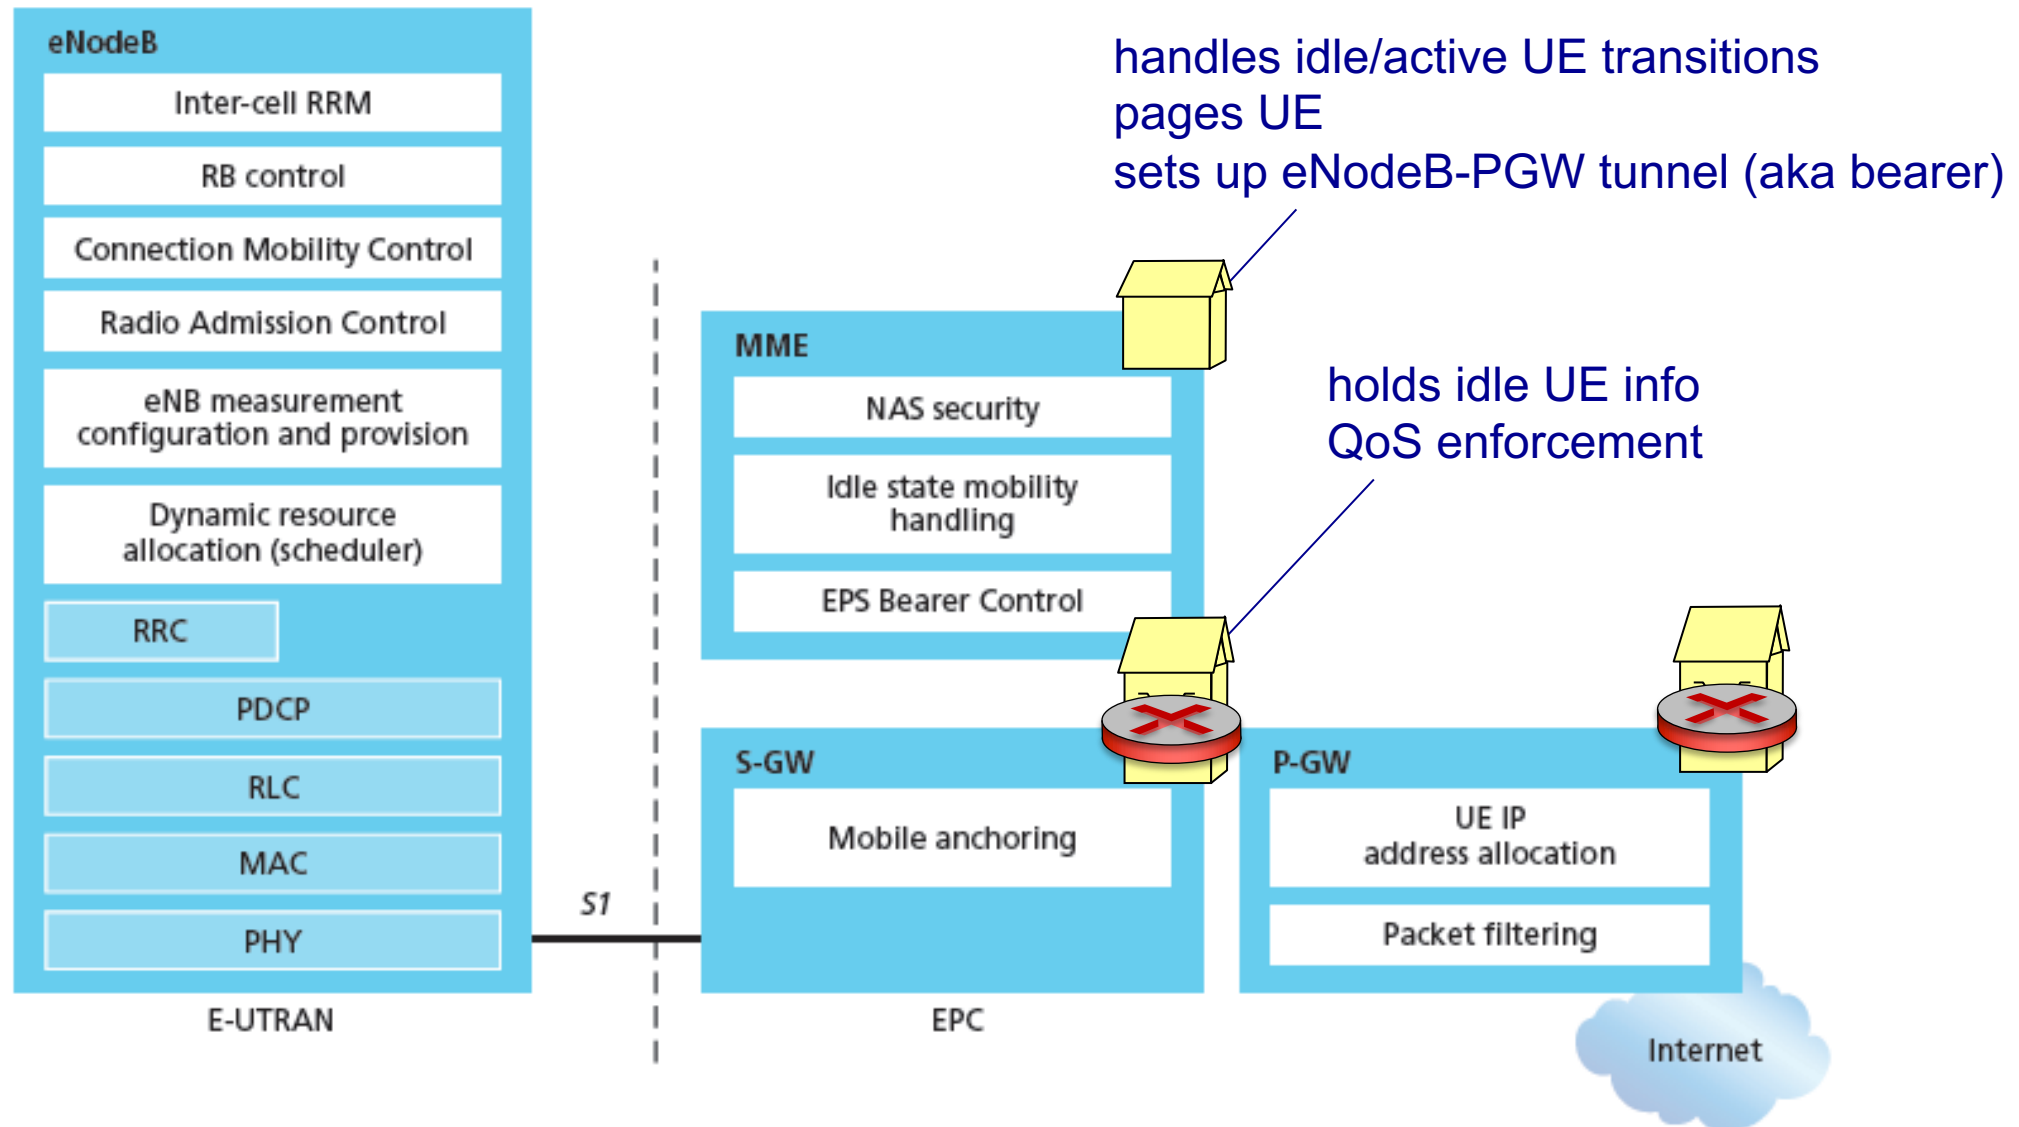 eNodeB
Inter-cell RRM
RB control
Connection Mobility Control
Radio Admission Control
eNB measurement
configuration and provision
Dynamic resource
allocation (scheduler)
RRC
PDCP
RLC
MAC
PHY
E-UTRAN
S1
handles idle/active UE transitions
pages UE
sets up eNodeB-PGW tunnel (aka bearer)
MME
NAS security
Idle state mobility
handling
EPS Bearer Control
holds idle UE info
QoS enforcement
S-GW
Mobile anchoring
EPC
P-GW
UE IP
address allocation
Packet filtering
Internet